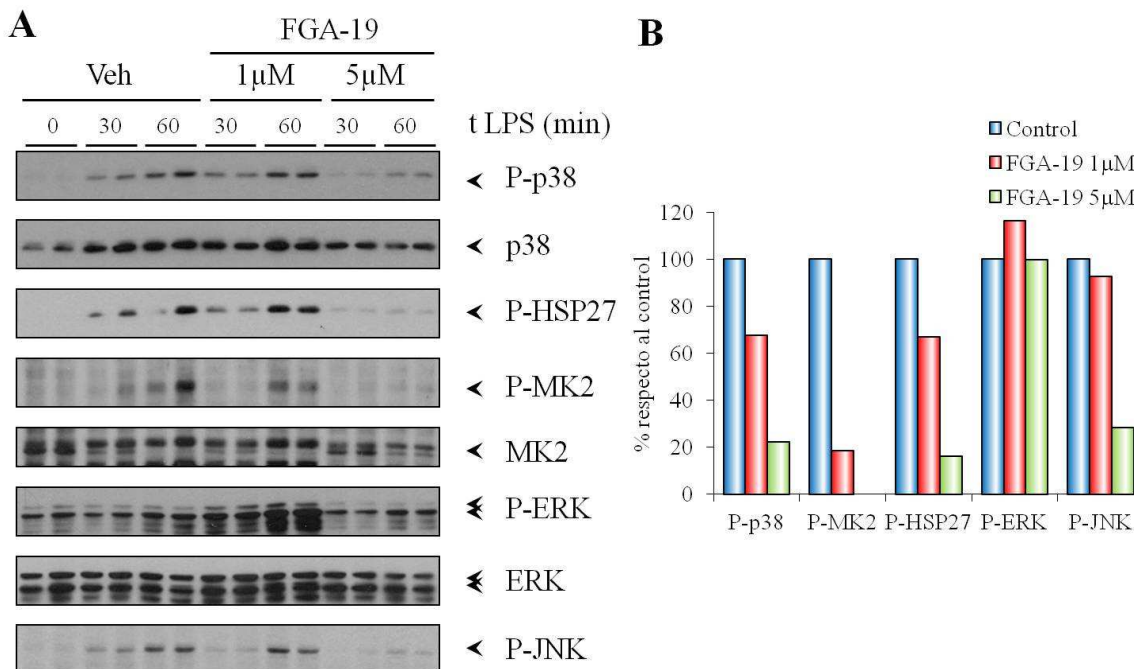 A
FGA-19
Veh 1µM 5µM
0 30 60 30 60 30 60 t LPS (min)
P-p38
p38
P-HSP27
P-MK2
MK2
P-ERK
ERK
P-JNK
B
Control
FGA-19 1µM
FGA-19 5µM
% respecto al control
120
100
80
60
40
20
0
P-p38 P-MK2 P-HSP27 P-ERK P-JNK